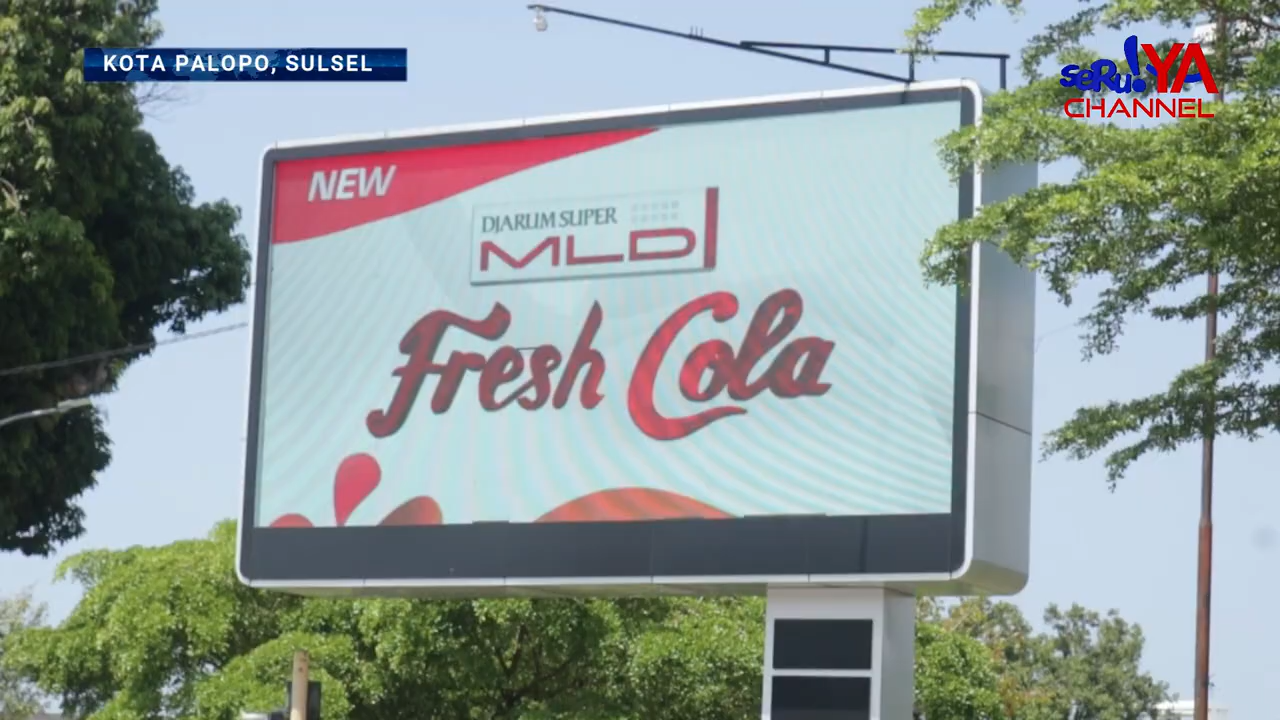 KOTA PALOPO, SULSEL
seRu!YA
CHANNEL
NEW
DJARUM SUPER
MLD
Fresh Cola